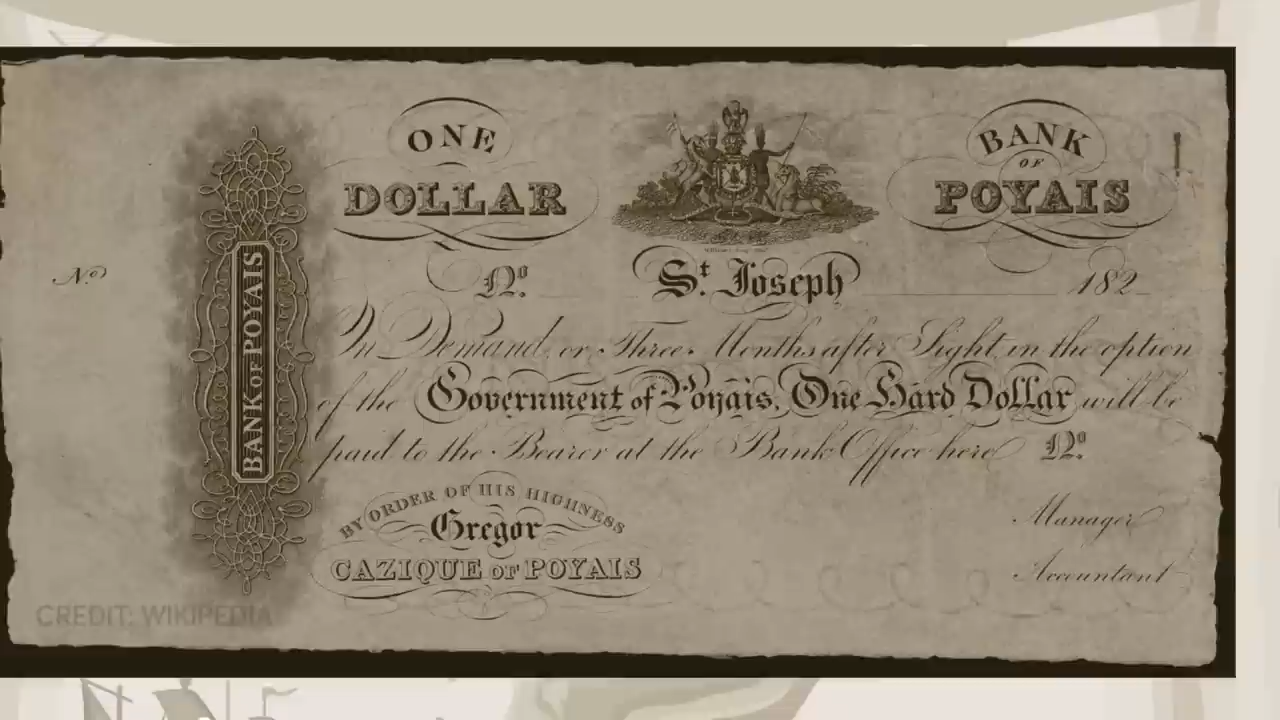 ONE
DOLLAR
BANK
OF
POYAIS
BANK OF POYAIS
No
No.
St. Joseph
182
On Demand, or Three Months after Sight, in the option
of the Government of Poyais, One Hard Dollar will be
paid to the Bearer at the Bank Office here No.
BY ORDER OF HIS HIGHNESS
Gregor
CAZIQUE OF POYAIS
Manager
Accountant
CREDIT: WIKIPEDIA